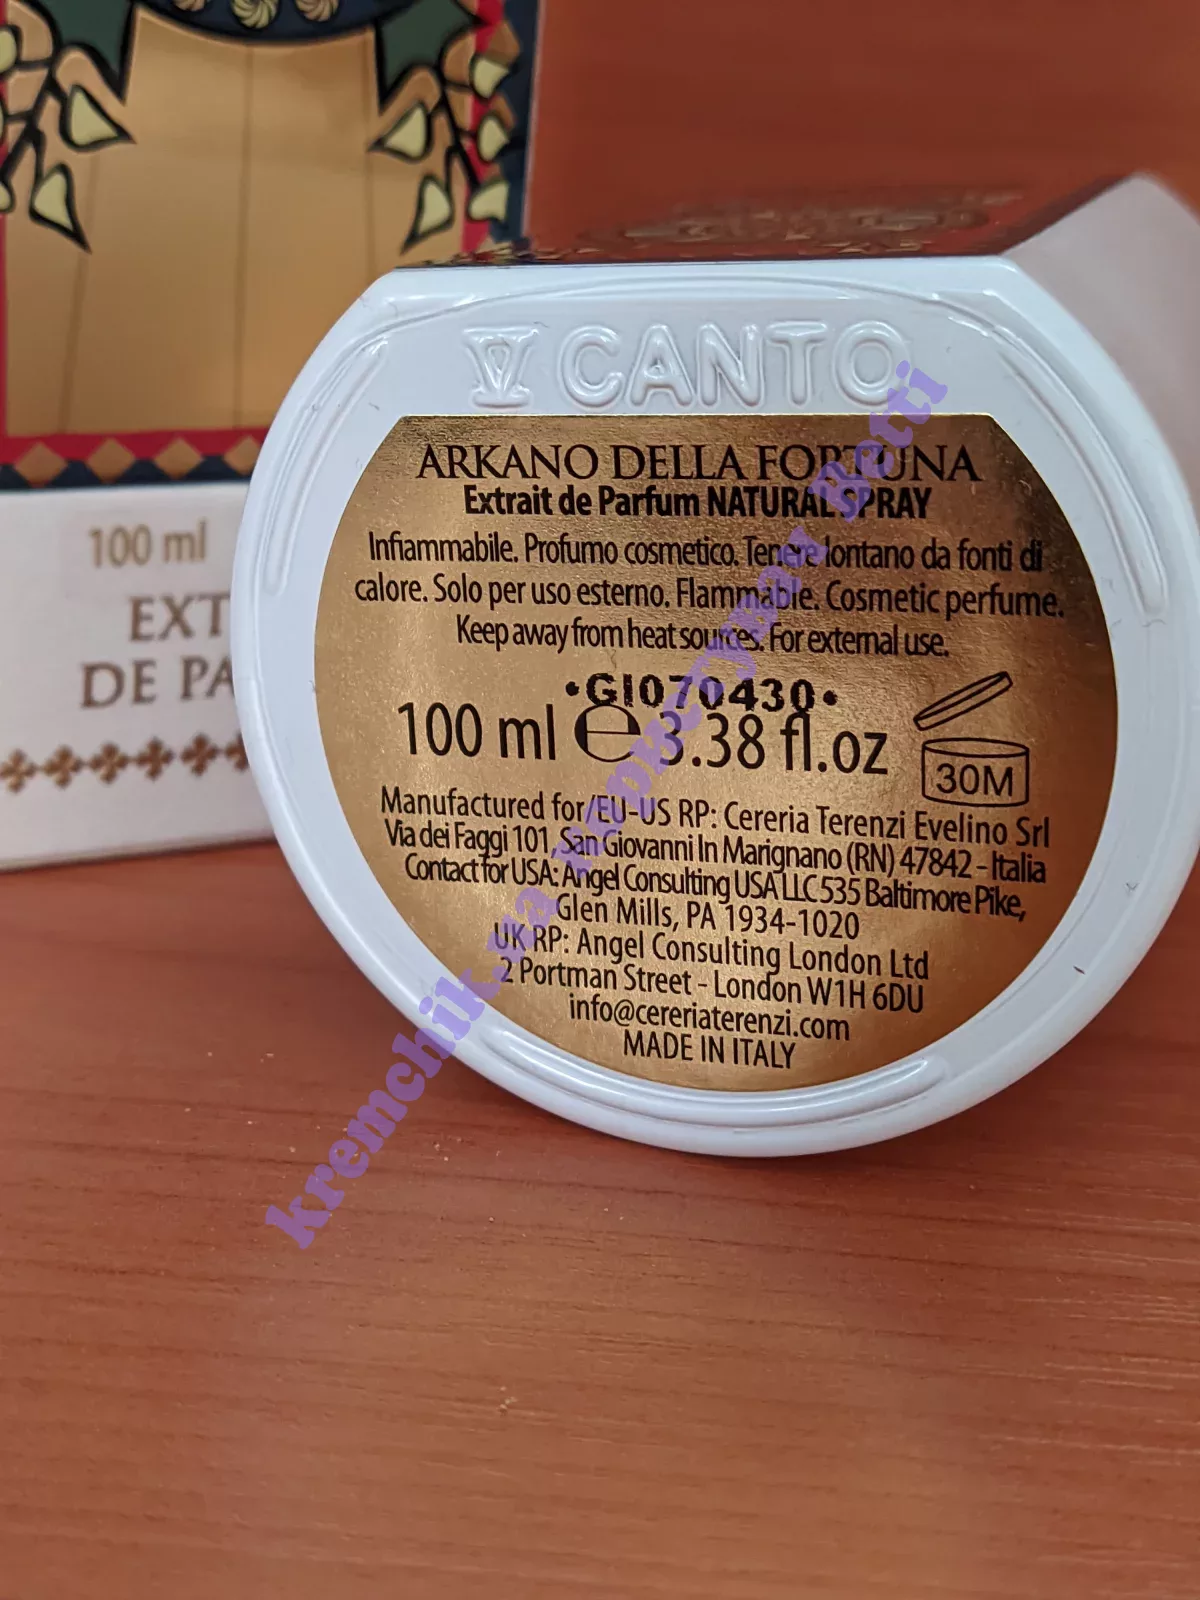 V CANTO
ARKANO DELLA FORTUNA
Extrait de Parfum NATURAL SPRAY
Infiammabile. Profumo cosmetico. Tenere lontano da fonti di
calore. Solo per uso esterno. Flammable. Cosmetic perfume.
Keep away from heat sources. For external use.
•GI070430•
100 ml e 3.38 fl.oz
30M
Manufactured for/EU-US RP: Cereria Terenzi Evelino Srl
Via dei Faggi 101, San Giovanni In Marignano (RN) 47842 - Italia
Contact for USA: Angel Consulting USA LLC 535 Baltimore Pike,
Glen Mills, PA 1934-1020
UK RP: Angel Consulting London Ltd
2 Portman Street - London W1H 6DU
info@cereriaterenzi.com
MADE IN ITALY
100 ml
EXT
DE PA
kremchik.ua